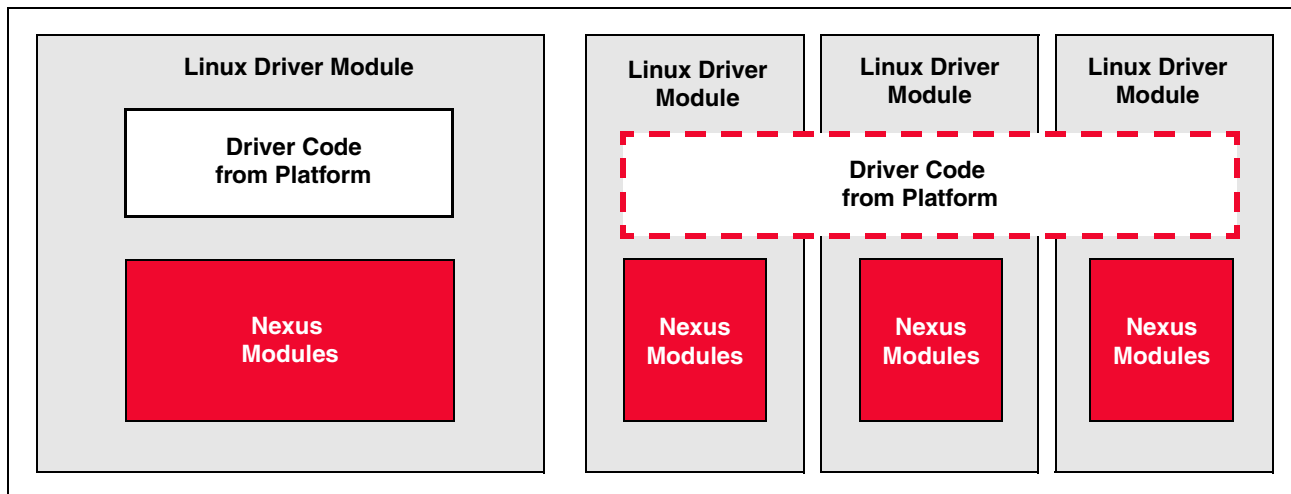 Linux Driver Module
Driver Code
from Platform
Nexus
Modules
Linux Driver
Module
Linux Driver
Module
Linux Driver
Module
Driver Code
from Platform
Nexus
Modules
Nexus
Modules
Nexus
Modules